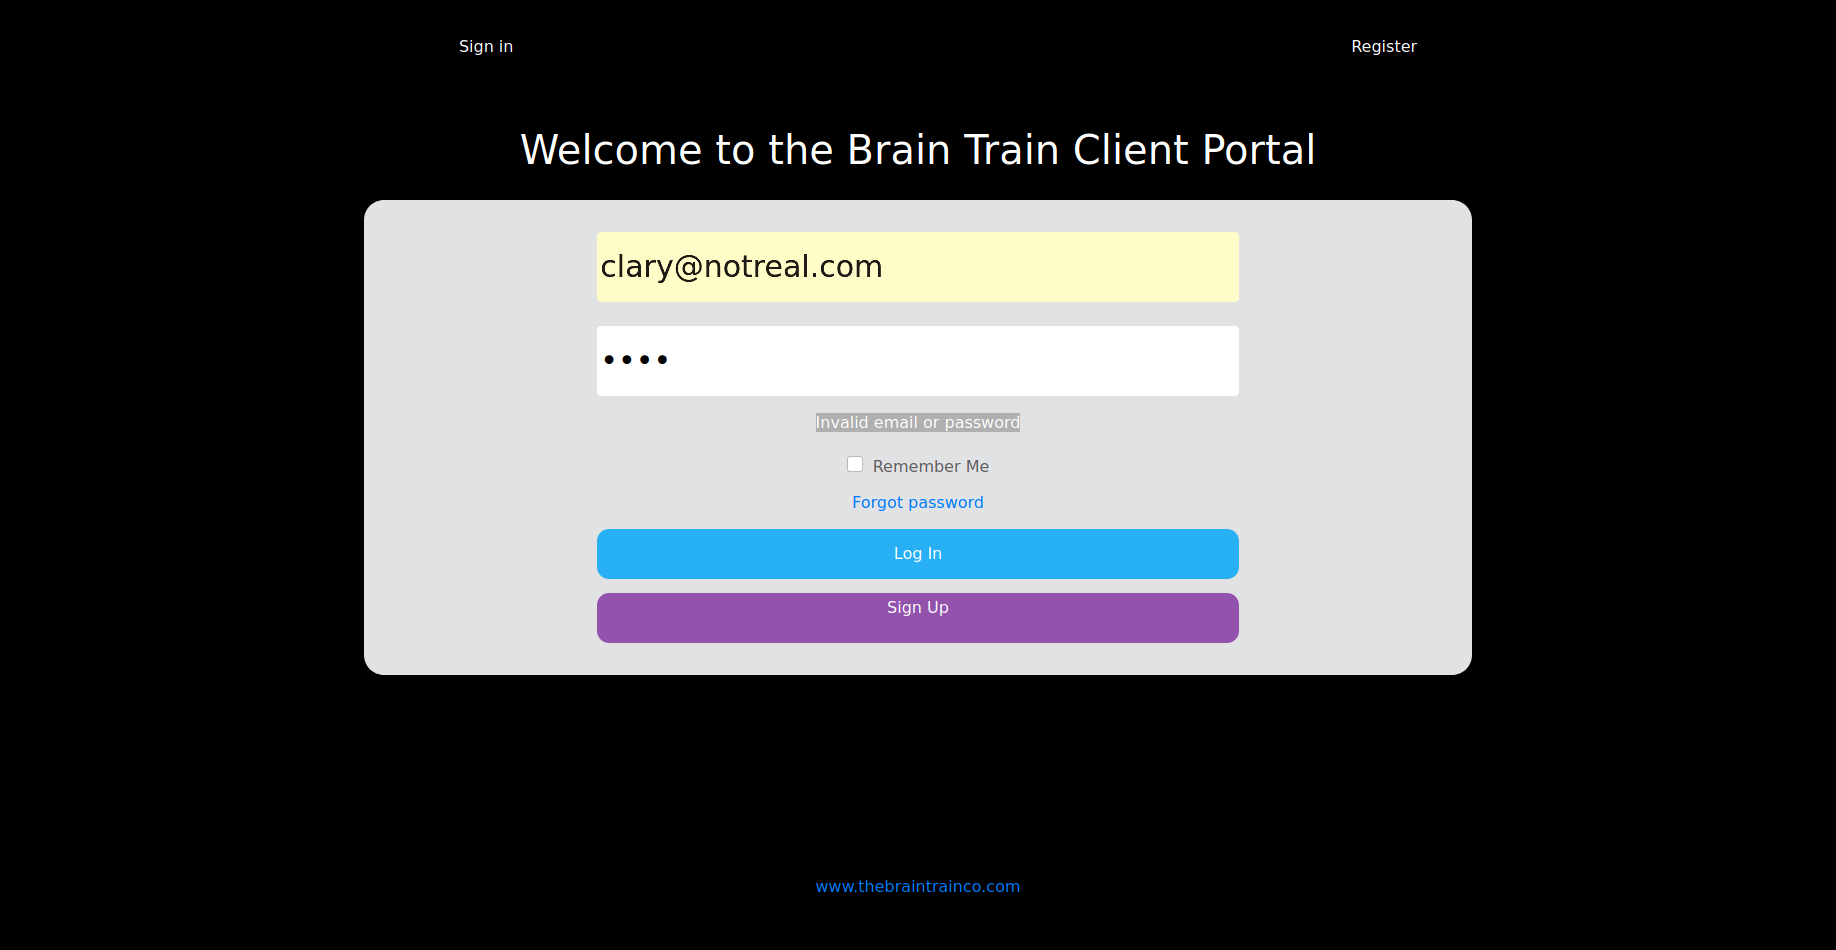 Sign in
Register
Welcome to the Brain Train Client Portal
clary@notreal.com
••••
Invalid email or password
Remember Me
Forgot password
Log In
Sign Up
www.thebraintrainco.com